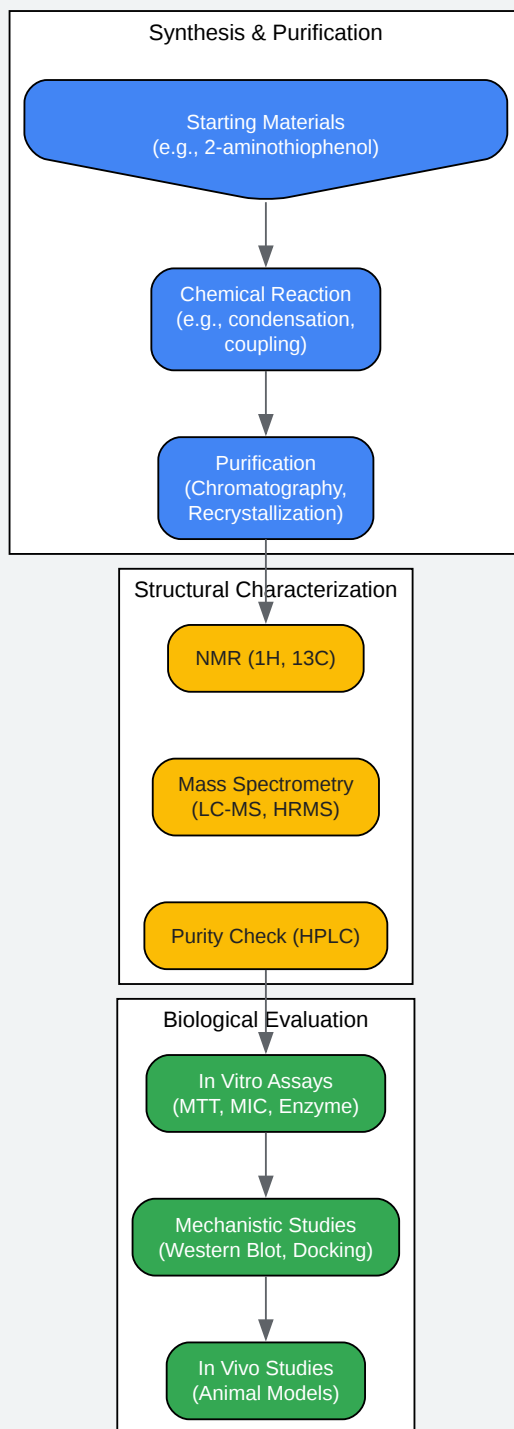 Synthesis & Purification
Starting Materials
(e.g., 2-aminothiophenol)
Chemical Reaction
(e.g., condensation,
coupling)
Purification
(Chromatography,
Recrystallization)
Structural Characterization
NMR (1H, 13C)
Mass Spectrometry
(LC-MS, HRMS)
Purity Check (HPLC)
Biological Evaluation
In Vitro Assays
(MTT, MIC, Enzyme)
Mechanistic Studies
(Western Blot, Docking)
In Vivo Studies
(Animal Models)